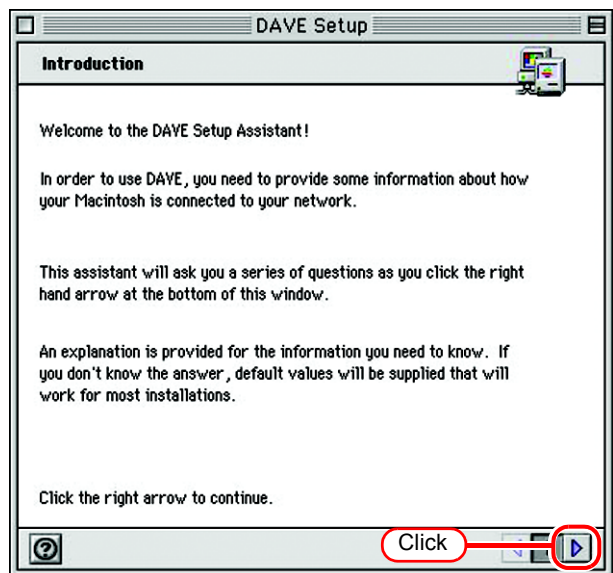 DAVE Setup
Introduction
Welcome to the DAVE Setup Assistant!
In order to use DAVE, you need to provide some information about how
your Macintosh is connected to your network.
This assistant will ask you a series of questions as you click the right
hand arrow at the bottom of this window.
An explanation is provided for the information you need to know. If
you don't know the answer, default values will be supplied that will
work for most installations.
Click the right arrow to continue.
Click